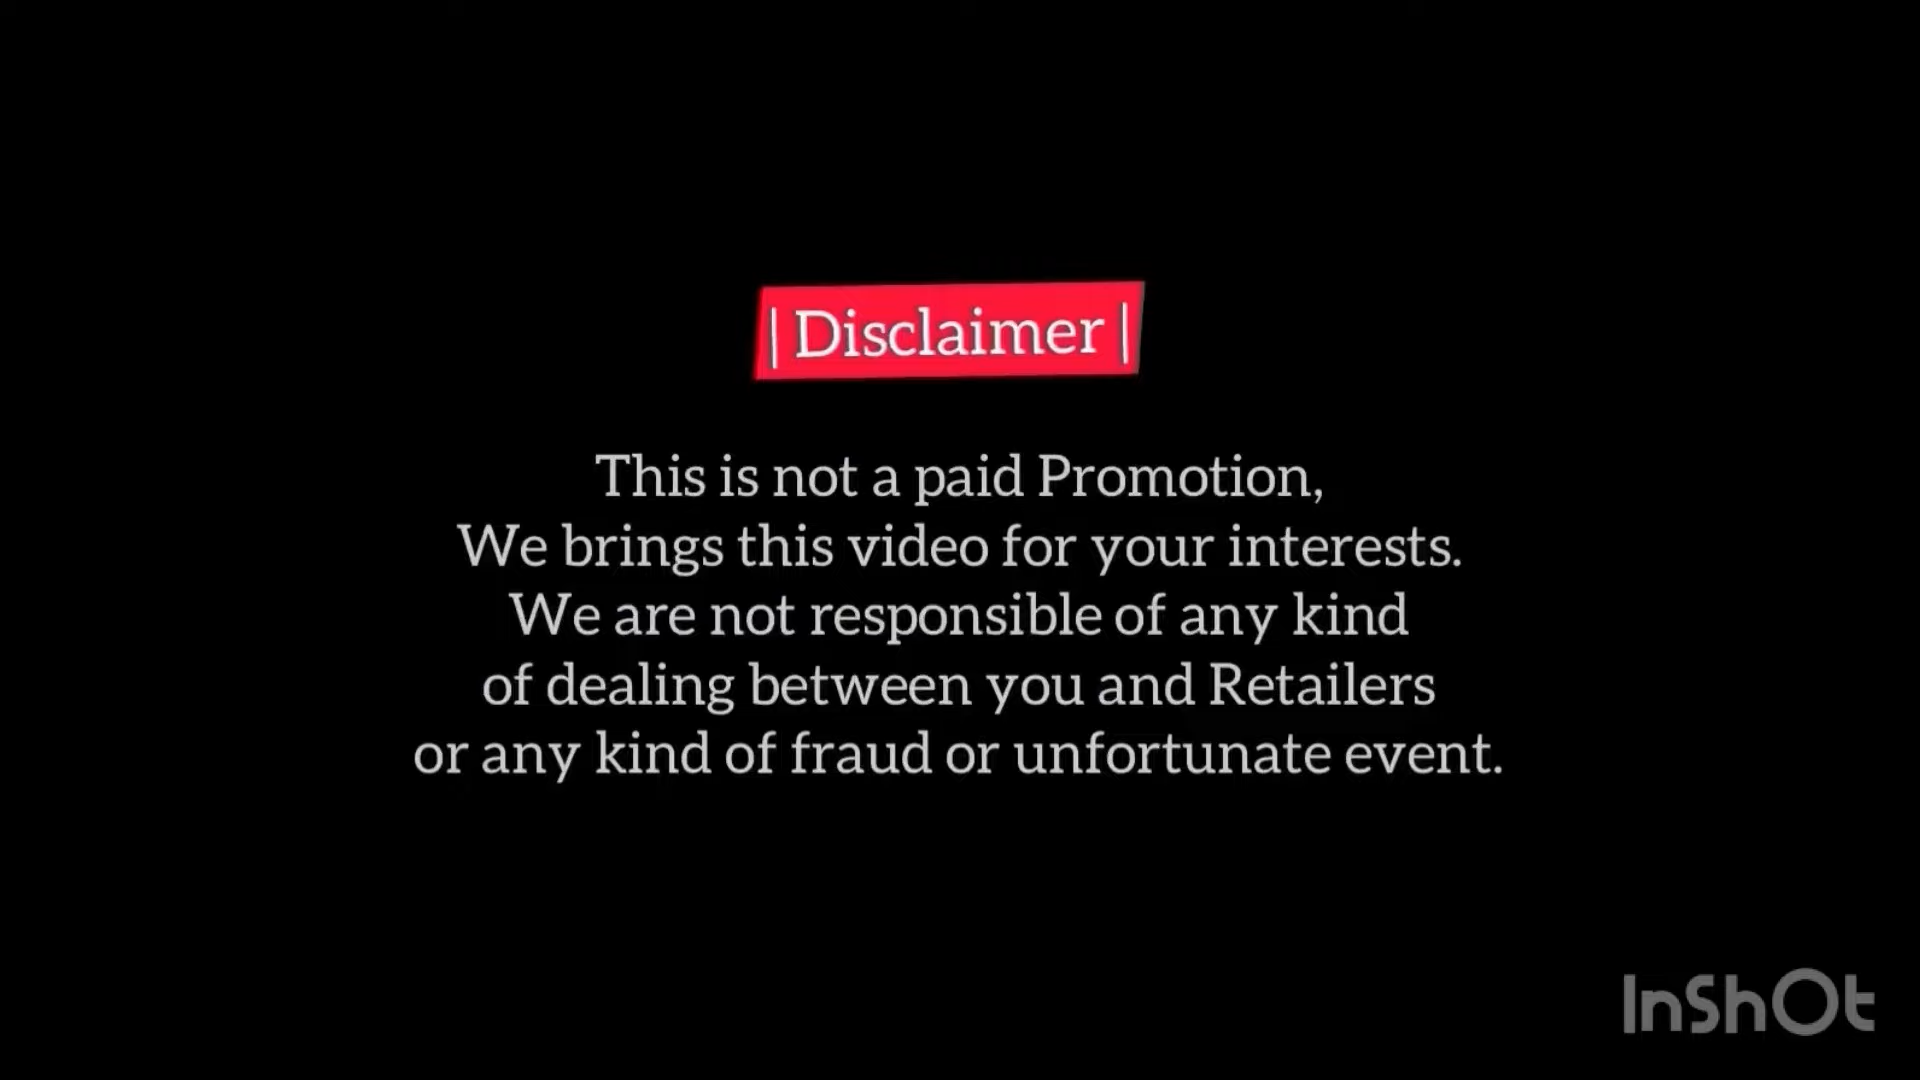 | Disclaimer |
This is not a paid Promotion,
We brings this video for your interests.
We are not responsible of any kind
of dealing between you and Retailers
or any kind of fraud or unfortunate event.
InShOt